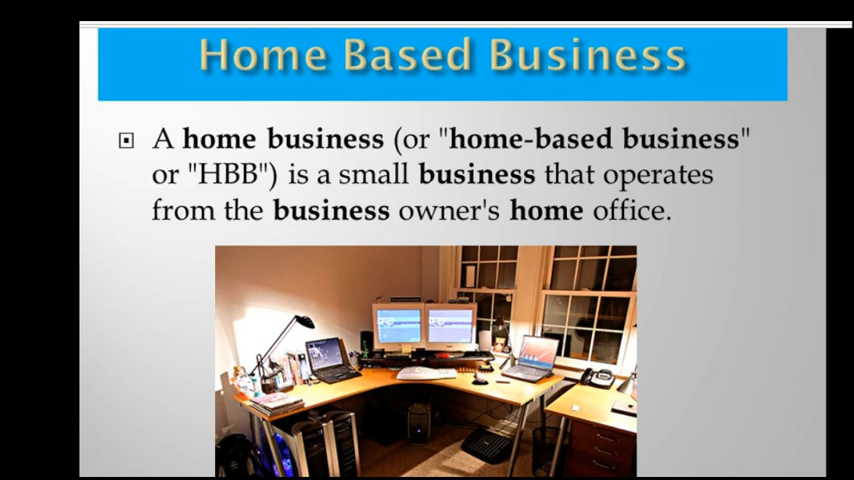 Home Based Business
A home business (or "home-based business"
or "HBB") is a small business that operates
from the business owner's home office.